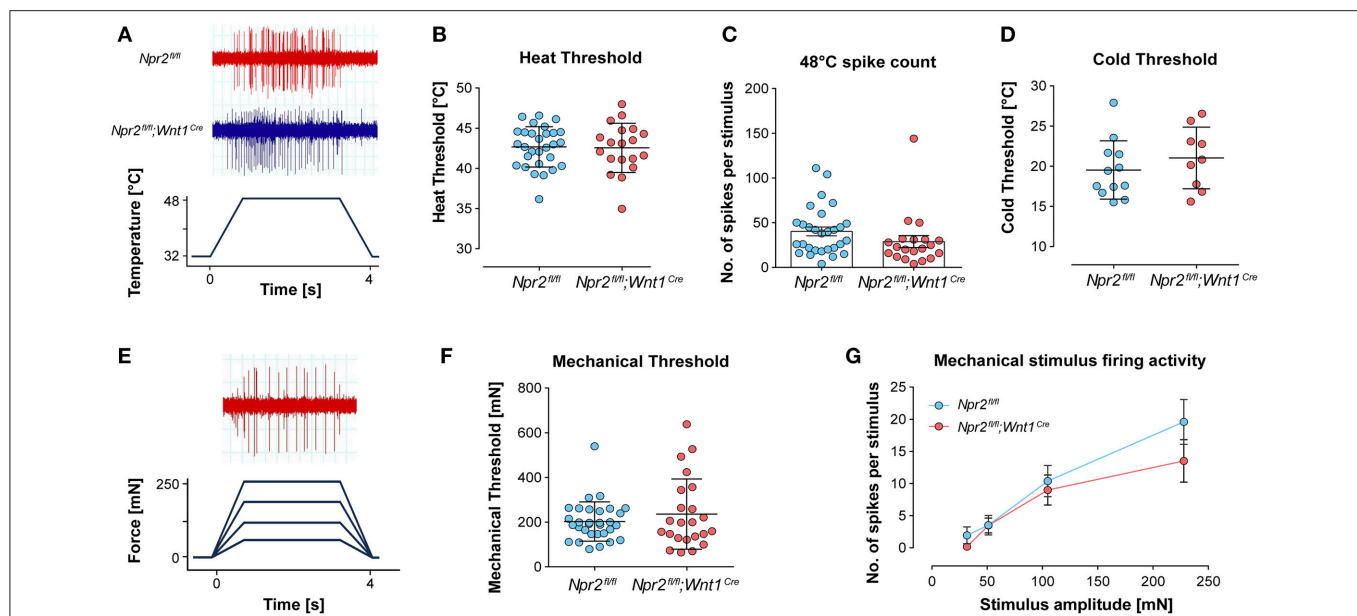 A
Npr2fl/fl
Npr2fl/fl;Wnt1Cre
Temperature [°C]
48
32
0
4
Time [s]
B
Heat Threshold
Heat Threshold [°C]
50
45
40
35
30
Npr2fl/fl
Npr2fl/fl;Wnt1Cre
C
48°C spike count
No. of spikes per stimulus
200
150
100
50
0
Npr2fl/fl
Npr2fl/fl;Wnt1Cre
D
Cold Threshold
Cold Threshold [°C]
30
25
20
15
10
Npr2fl/fl
Npr2fl/fl;Wnt1Cre
E
Force [mN]
250
0
0
4
Time [s]
F
Mechanical Threshold
Mechanical Threshold [mN]
800
600
400
200
0
Npr2fl/fl
Npr2fl/fl;Wnt1Cre
G
Mechanical stimulus firing activity
No. of spikes per stimulus
25
20
15
10
5
0
Npr2fl/fl
Npr2fl/fl;Wnt1Cre
0 50 100 150 200 250
Stimulus amplitude [mN]